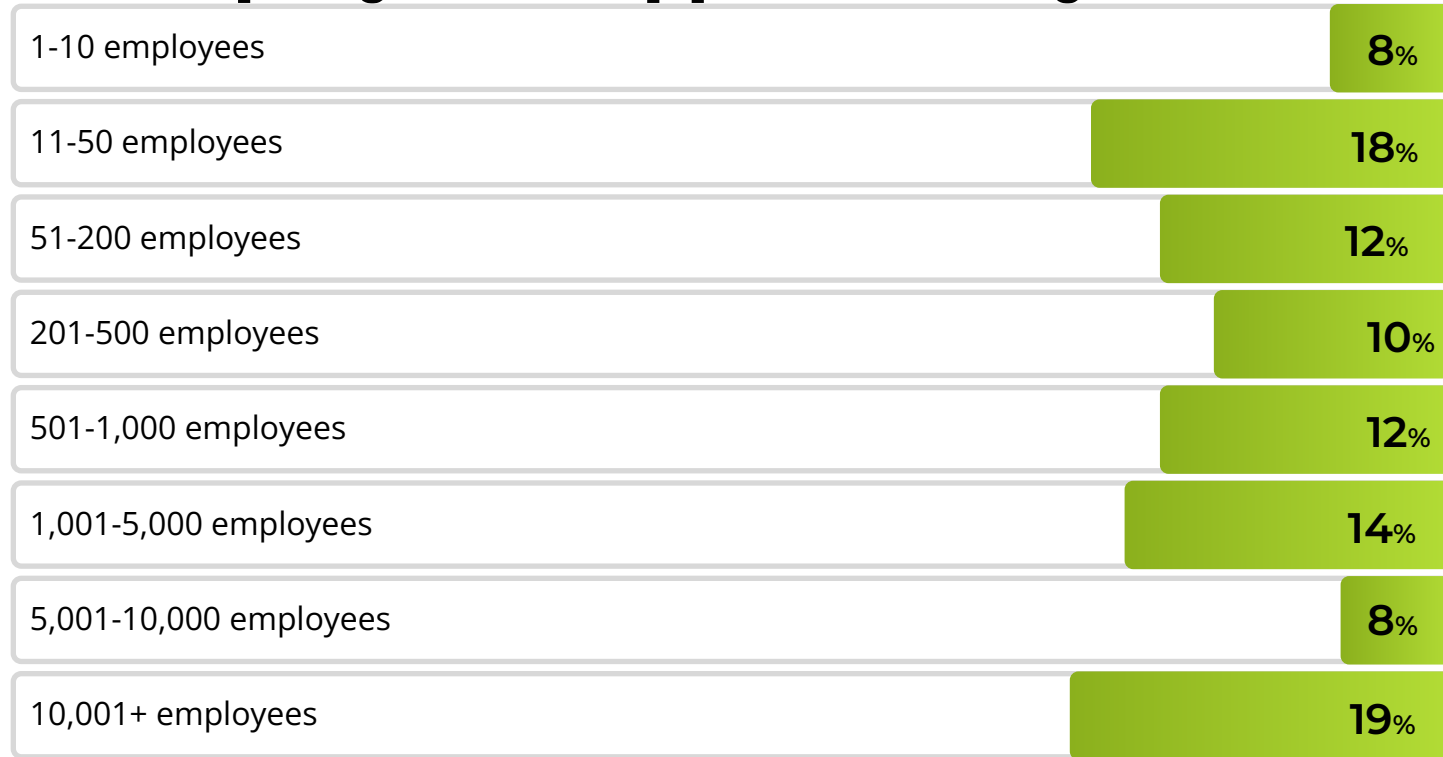 1-10 employees 8%
11-50 employees 18%
51-200 employees 12%
201-500 employees 10%
501-1,000 employees 12%
1,001-5,000 employees 14%
5,001-10,000 employees 8%
10,001+ employees 19%